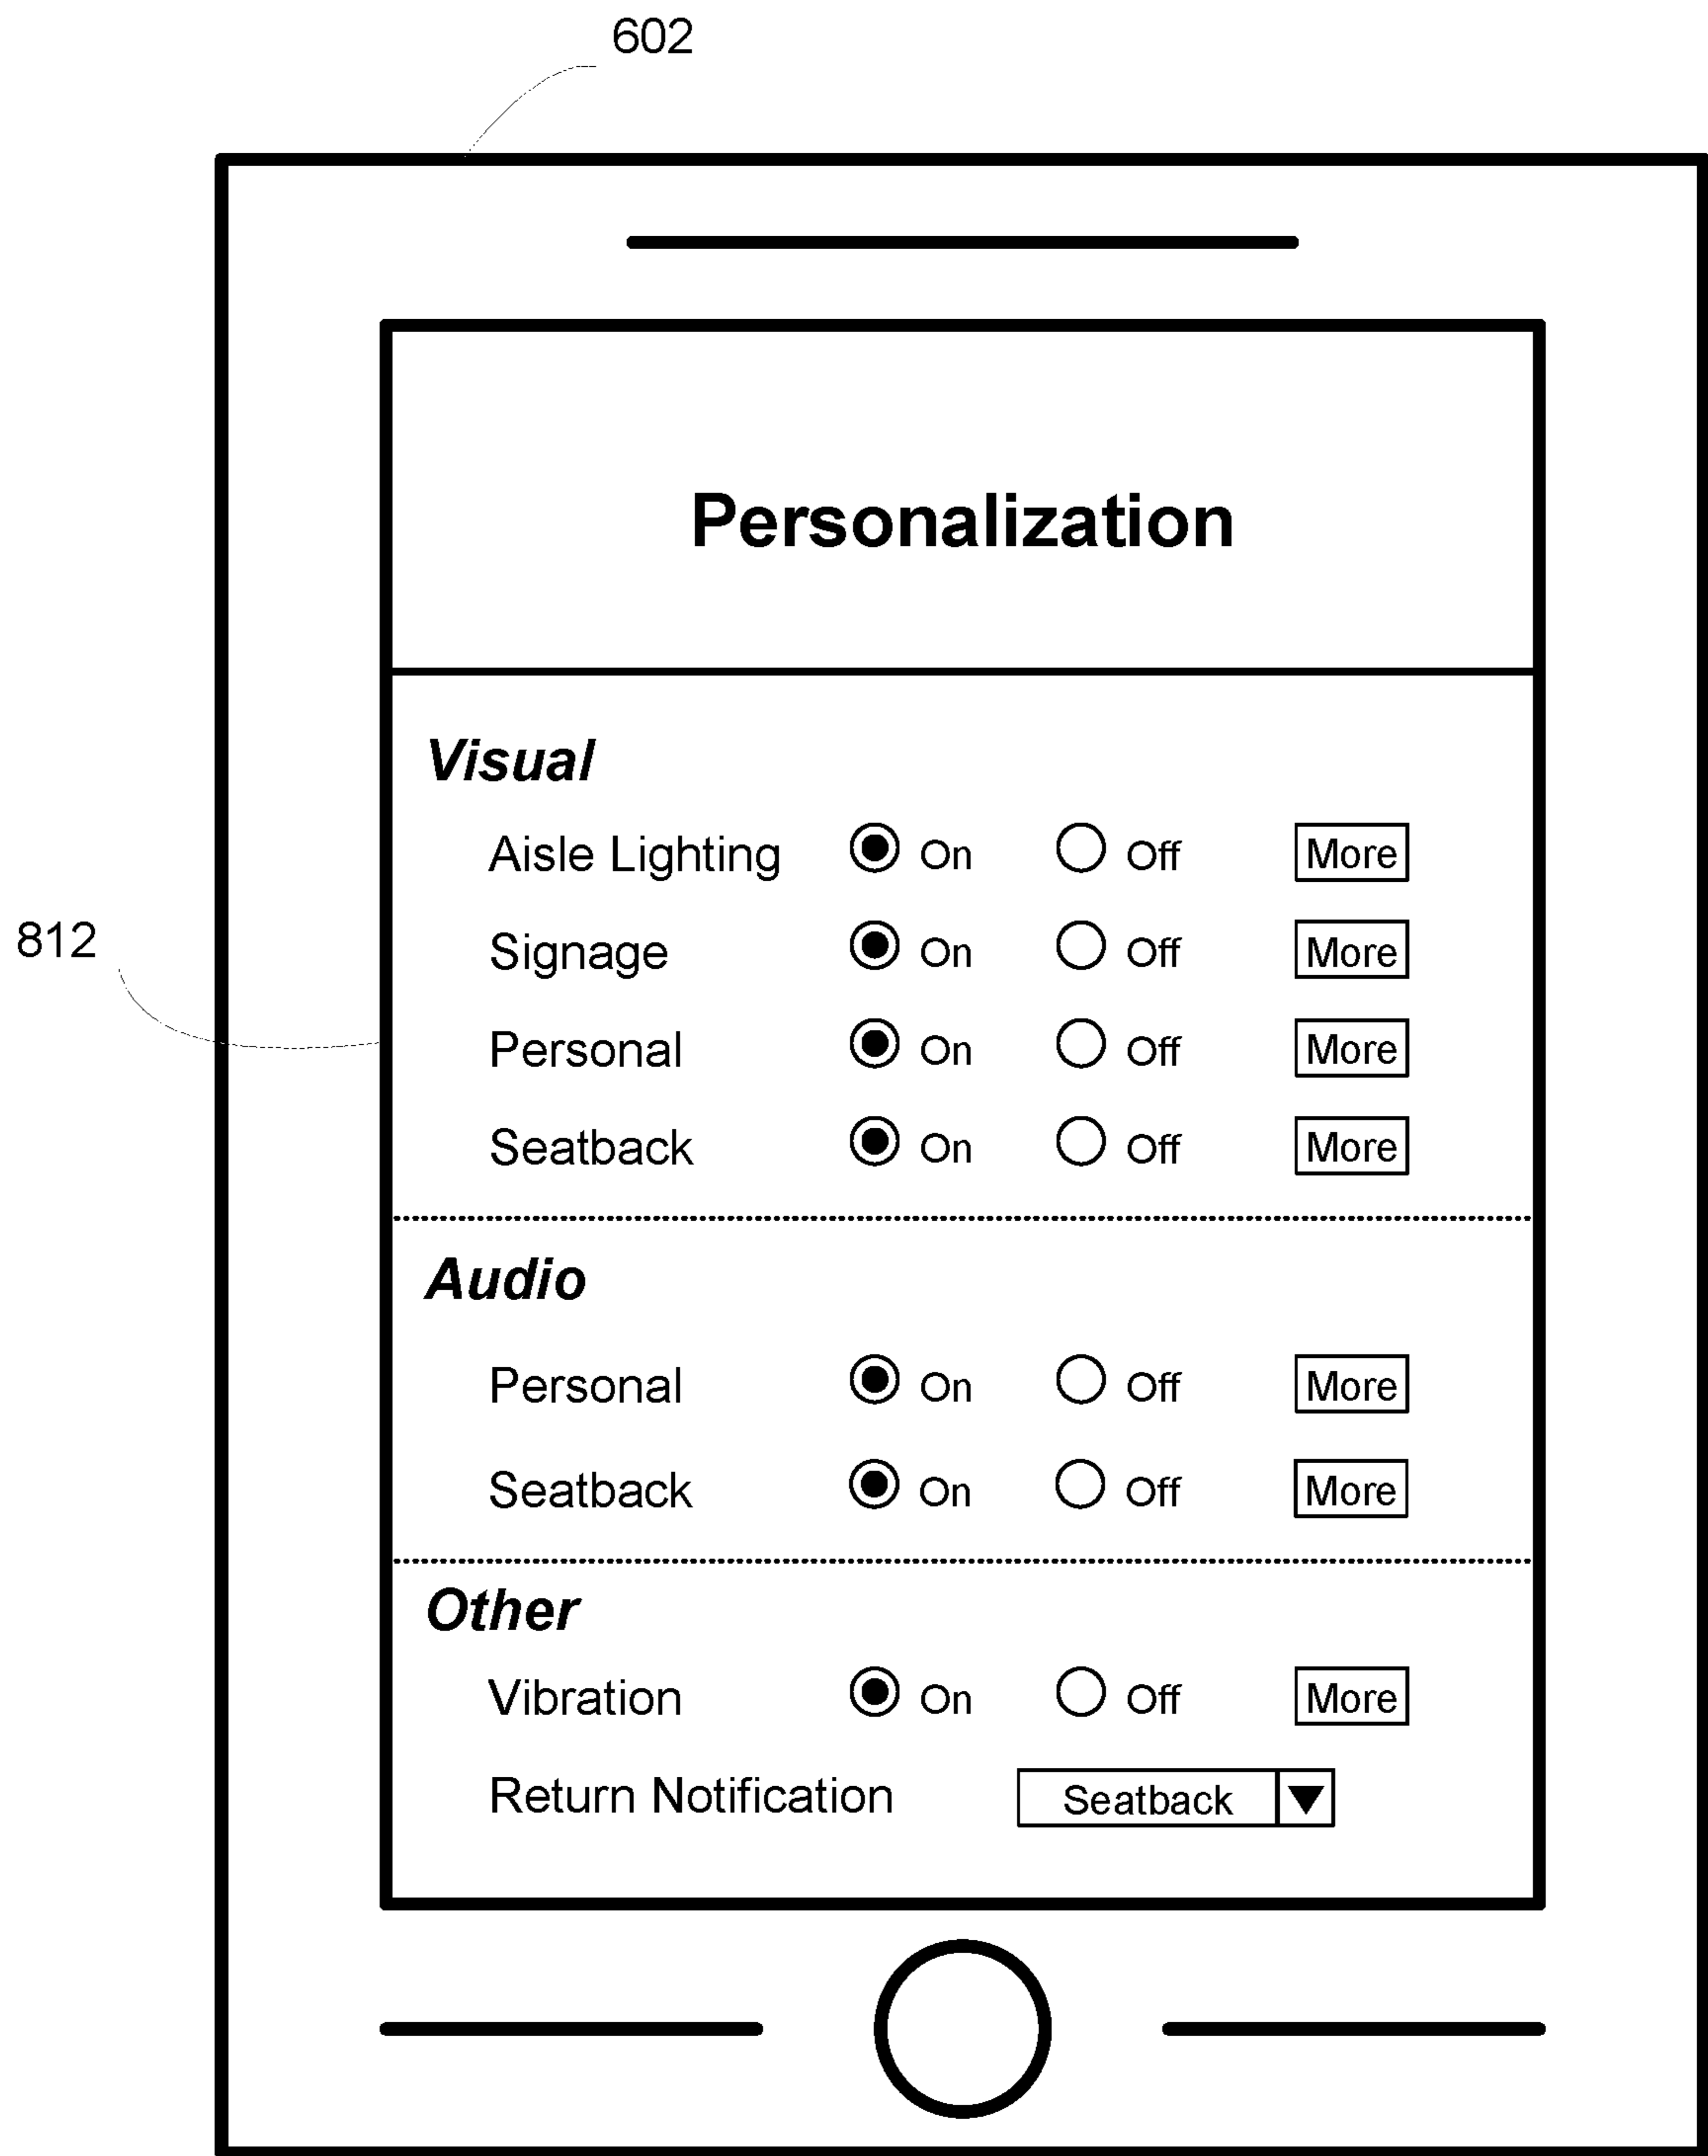 602
Personalization
Visual
Aisle Lighting On Off More
Signage On Off More
812
Personal On Off More
Seatback On Off More
Audio
Personal On Off More
Seatback On Off More
Other
Vibration On Off More
Return Notification Seatback